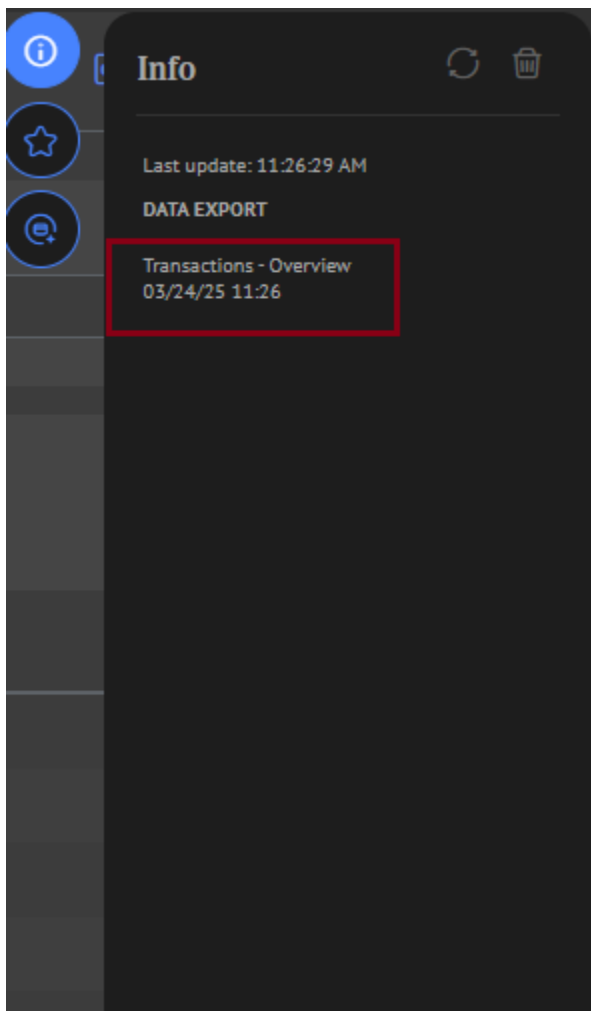 Info
Last update: 11:26:29 AM
DATA EXPORT
Transactions - Overview
03/24/25 11:26